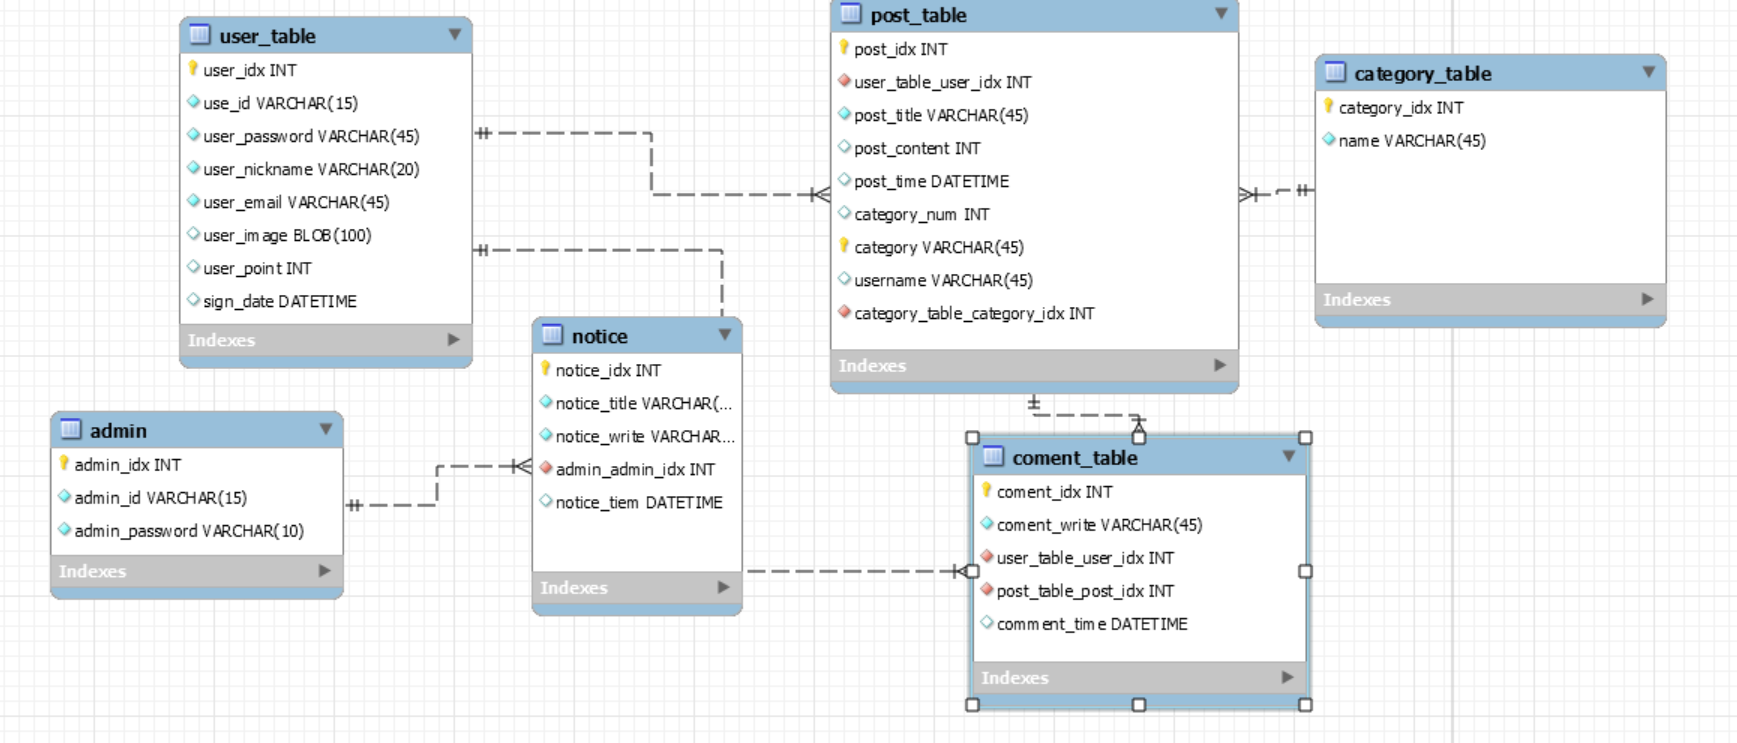 user_table
user_idx INT
use_id VARCHAR(15)
user_password VARCHAR(45)
user_nickname VARCHAR(20)
user_email VARCHAR(45)
user_image BLOB(100)
user_point INT
sign_date DATETIME
Indexes
post_table
post_idx INT
user_table_user_idx INT
post_title VARCHAR(45)
post_content INT
post_time DATETIME
category_num INT
category VARCHAR(45)
username VARCHAR(45)
category_table_category_idx INT
Indexes
category_table
category_idx INT
name VARCHAR(45)
Indexes
notice
notice_idx INT
notice_title VARCHAR(...
notice_write VARCHAR...
admin_admin_idx INT
notice_tiem DATETIME
Indexes
admin
admin_idx INT
admin_id VARCHAR(15)
admin_password VARCHAR(10)
Indexes
coment_table
coment_idx INT
coment_write VARCHAR(45)
user_table_user_idx INT
post_table_post_idx INT
comment_time DATETIME
Indexes